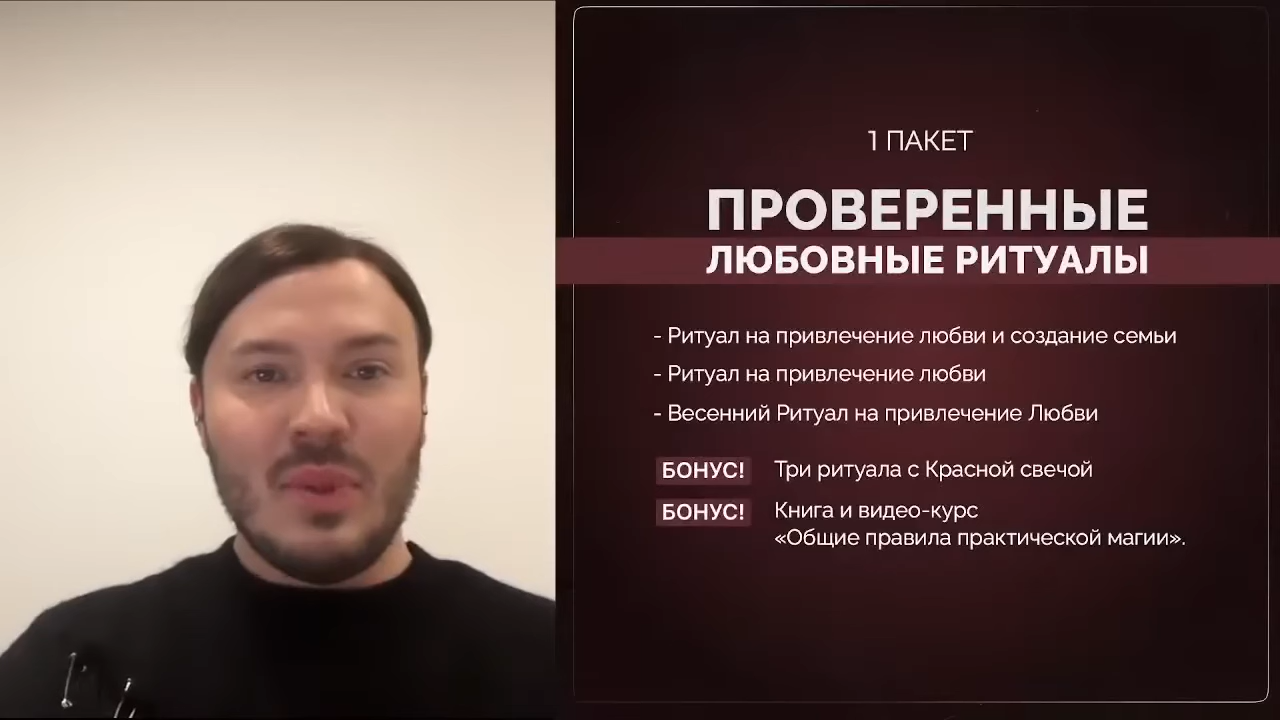 1 ПАКЕТ
ПРОВЕРЕННЫЕ
ЛЮБОВНЫЕ РИТУАЛЫ
- Ритуал на привлечение любви и создание семьи
- Ритуал на привлечение любви
- Весенний Ритуал на привлечение Любви
БОНУС! Три ритуала с Красной свечой
БОНУС! Книга и видео-курс
«Общие правила практической магии».